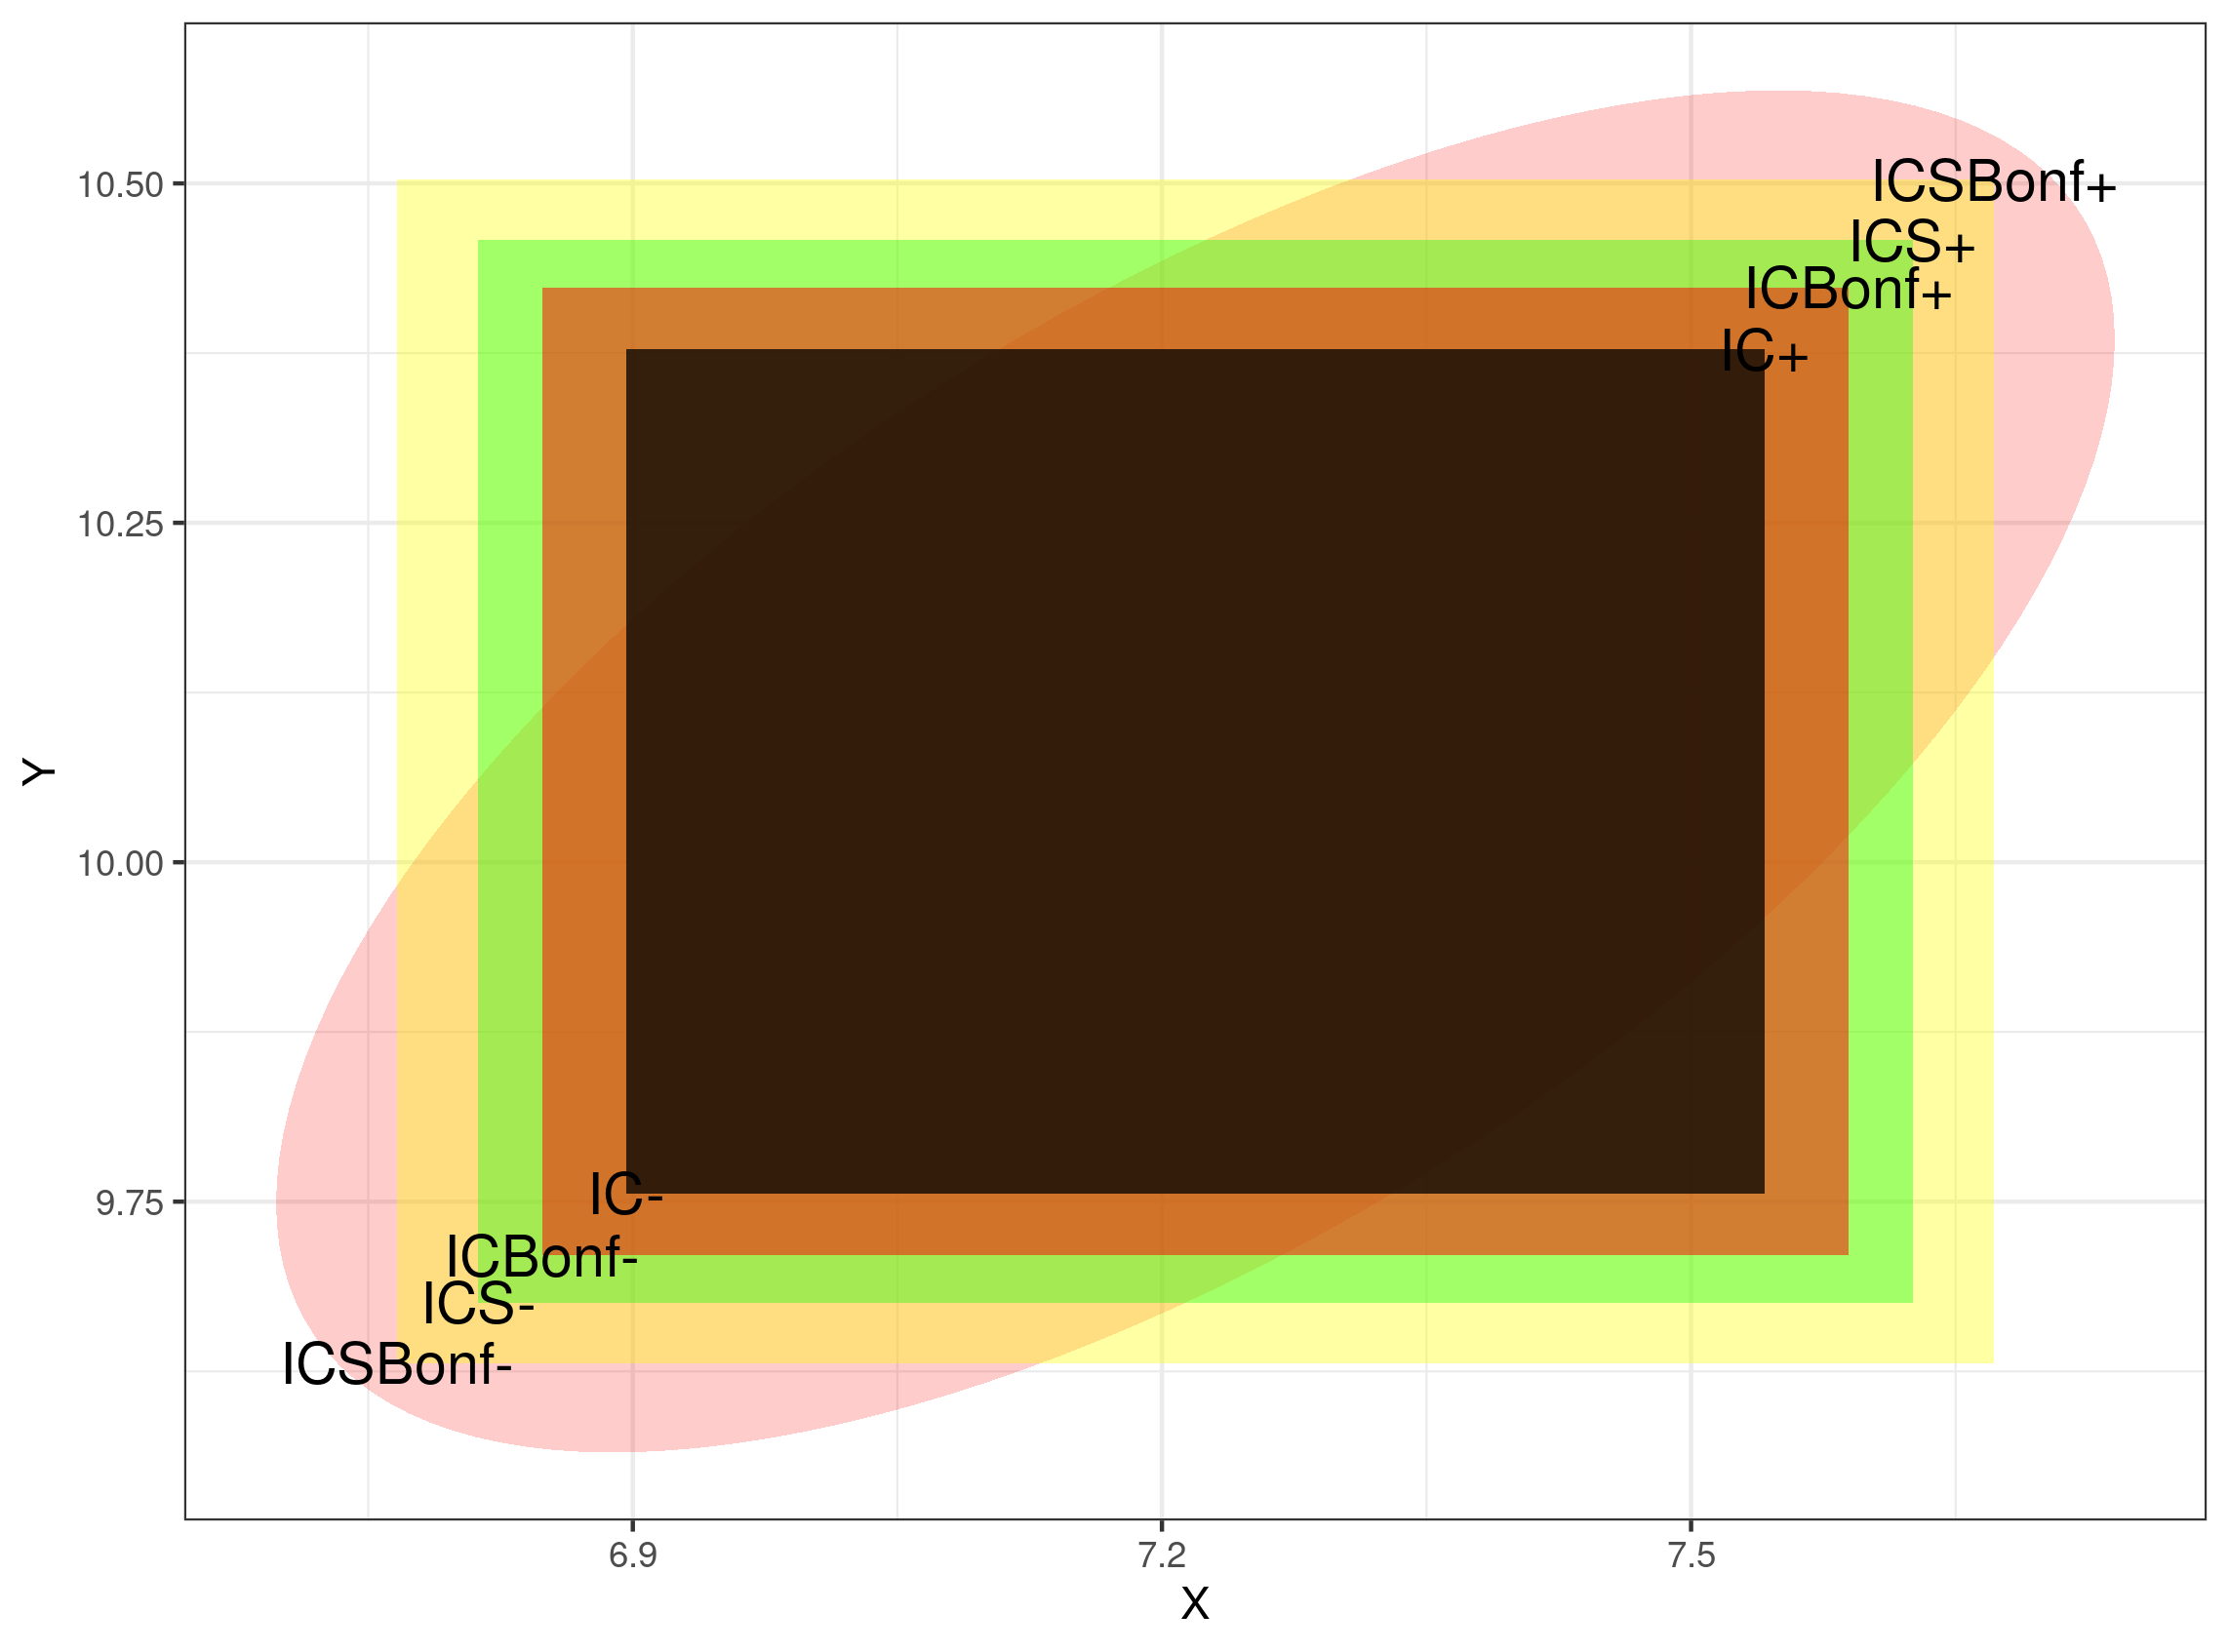 ICSBonf+
10.50
ICS+
ICBonf+
IC+
10.25
Y
10.00
IC-
9.75
ICBonf-
ICS-
ICSBonf-
6.9 7.2 7.5
X